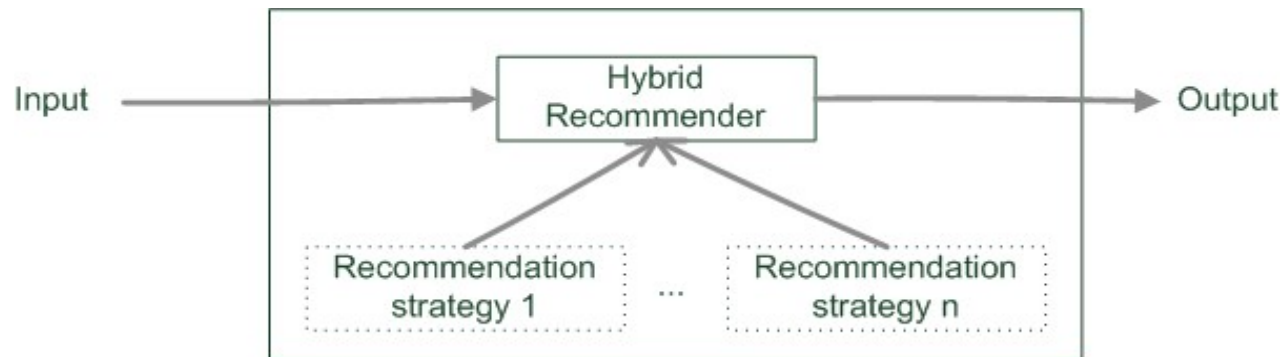 Input
Hybrid
Recommender
Output
Recommendation
strategy 1
...
Recommendation
strategy n